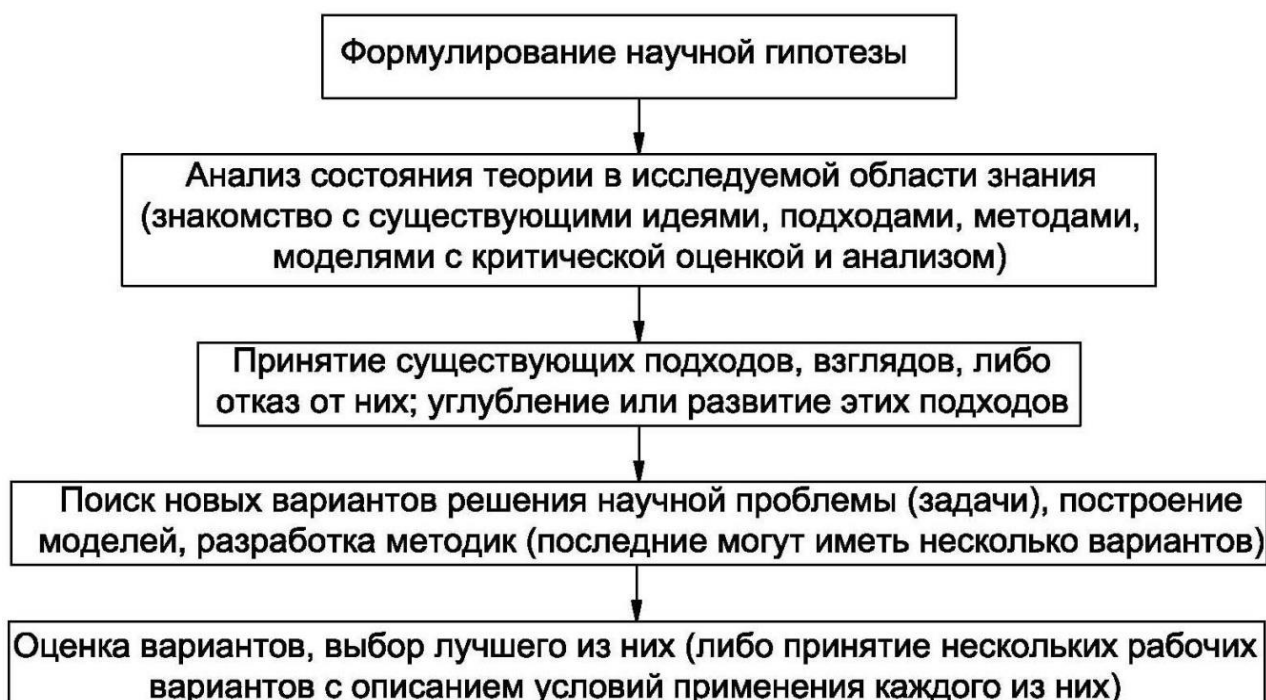 Формулирование научной гипотезы
Анализ состояния теории в исследуемой области знания
(знакомство с существующими идеями, подходами, методами,
моделями с критической оценкой и анализом)
Принятие существующих подходов, взглядов, либо
отказ от них; углубление или развитие этих подходов
Поиск новых вариантов решения научной проблемы (задачи), построение
моделей, разработка методик (последние могут иметь несколько вариантов)
Оценка вариантов, выбор лучшего из них (либо принятие нескольких рабочих
вариантов с описанием условий применения каждого из них)